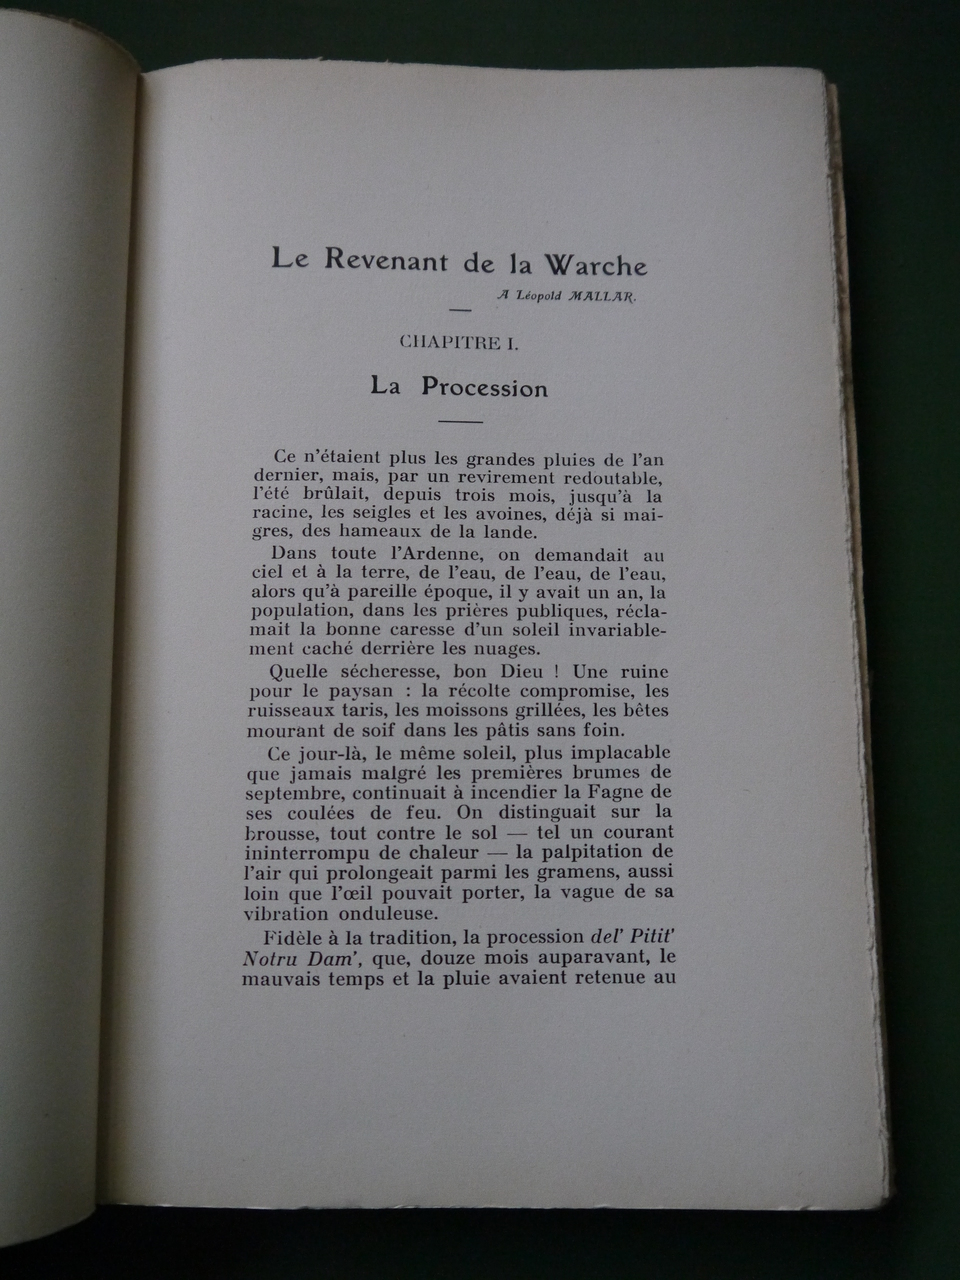 Le Revenant de la Warche
A Léopold MALLAR.
CHAPITRE I.
La Procession
Ce n'étaient plus les grandes pluies de l'an
dernier, mais, par un revirement redoutable,
l'été brûlait, depuis trois mois, jusqu'à la
racine, les seigles et les avoines, déjà si mai-
gres, des hameaux de la lande.
Dans toute l'Ardenne, on demandait au
ciel et à la terre, de l'eau, de l'eau, de l'eau,
alors qu'à pareille époque, il y avait un an, la
population, dans les prières publiques, récla-
mait la bonne caresse d'un soleil invariable-
ment caché derrière les nuages.
Quelle sécheresse, bon Dieu ! Une ruine
pour le paysan : la récolte compromise, les
ruisseaux taris, les moissons grillées, les bêtes
mourant de soif dans les pâtis sans foin.
Ce jour-là, le même soleil, plus implacable
que jamais malgré les premières brumes de
septembre, continuait à incendier la Fagne de
ses coulées de feu. On distinguait sur la
brousse, tout contre le sol — tel un courant
ininterrompu de chaleur — la palpitation de
l'air qui prolongeait parmi les gramens, aussi
loin que l'œil pouvait porter, la vague de sa
vibration onduleuse.
Fidèle à la tradition, la procession del' Pitit'
Notru Dam', que, douze mois auparavant, le
mauvais temps et la pluie avaient retenue au